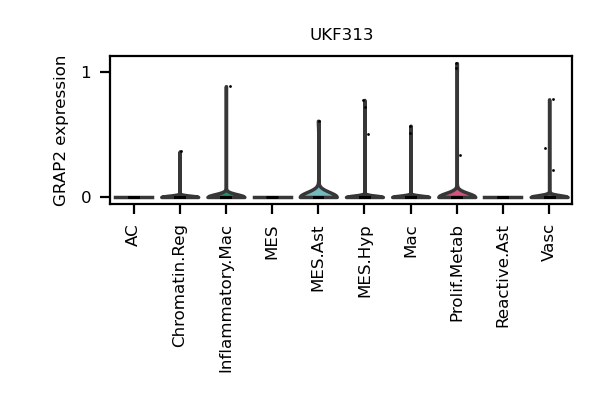 UKF313
GRAP2 expression
1
0
AC
Chromatin.Reg
Inflammatory.Mac
MES
MES.Ast
MES.Hyp
Mac
Prolif.Metab
Reactive.Ast
Vasc